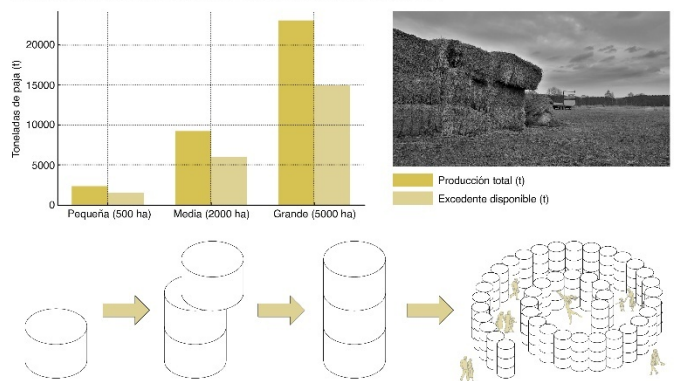 Toneladas de paja (t)
20000
15000
10000
5000
0
Pequeña (500 ha)
Media (2000 ha)
Grande (5000 ha)
Producción total (t)
Excedente disponible (t)